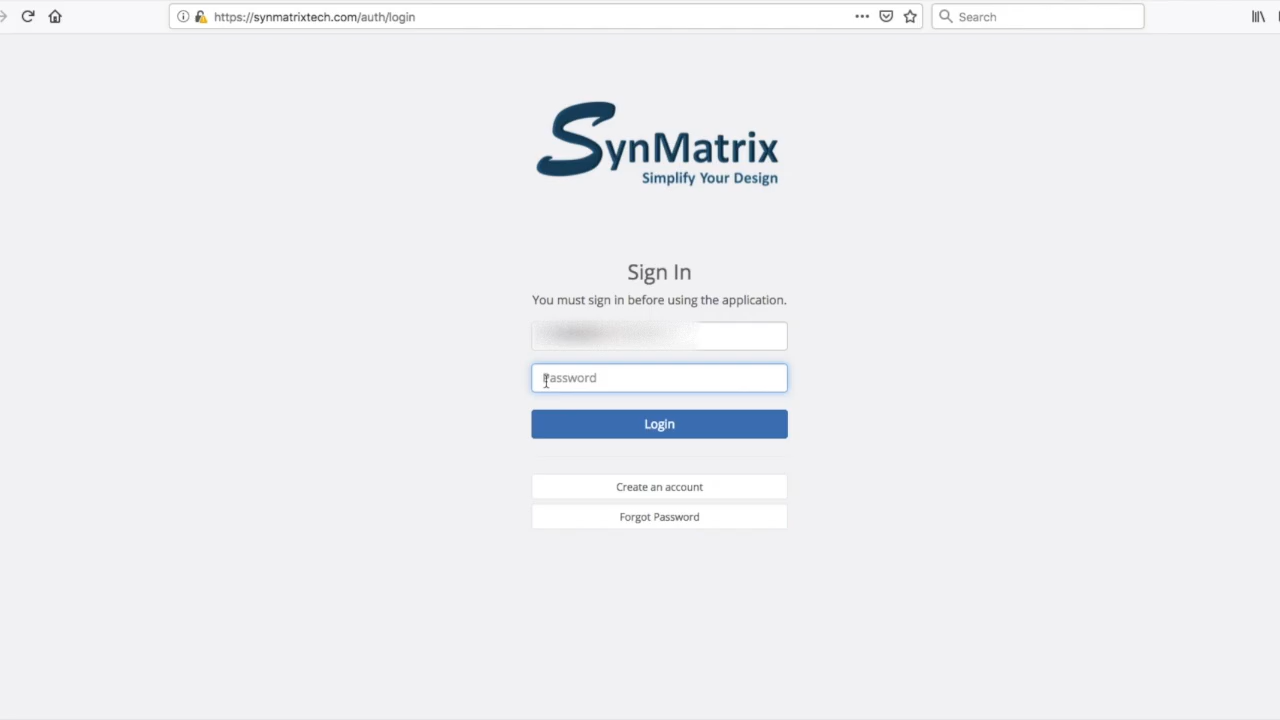 https://synmatrixtech.com/auth/login
Search
SynMatrix
Simplify Your Design
Sign In
You must sign in before using the application.
Password
Login
Create an account
Forgot Password